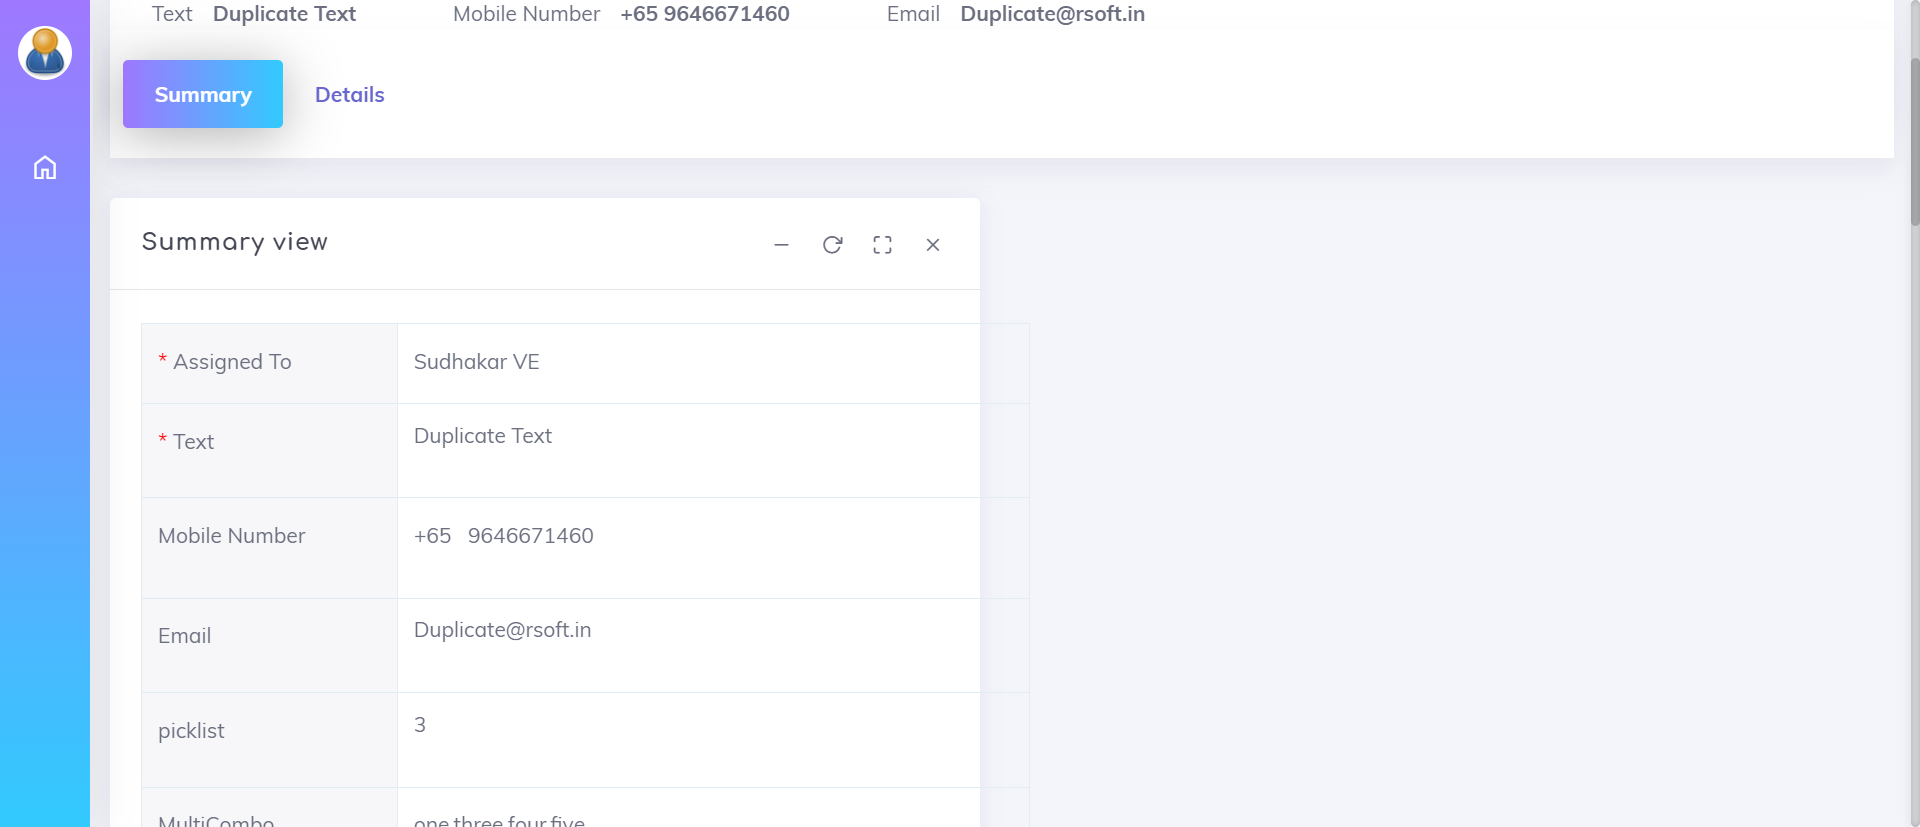 Text Duplicate Text Mobile Number +65 9646671460 Email Duplicate@rsoft.in
Summary Details
Summary view
* Assigned To Sudhakar VE
* Text Duplicate Text
Mobile Number +65 9646671460
Email Duplicate@rsoft.in
picklist 3
MultiCombo one three four five